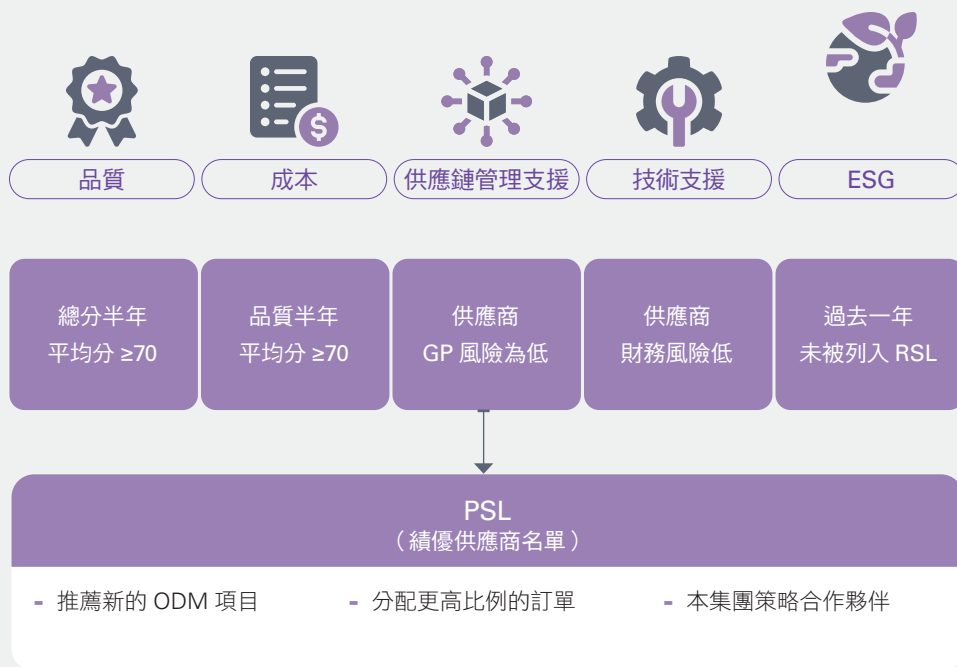 品質
成本
供應鏈管理支援
技術支援
ESG
總分半年
平均分 ≥70
品質半年
平均分 ≥70
供應商
GP 風險為低
供應商
財務風險低
過去一年
未被列入 RSL
PSL
（績優供應商名單）
- 推薦新的 ODM 項目
- 分配更高比例的訂單
- 本集團策略合作夥伴